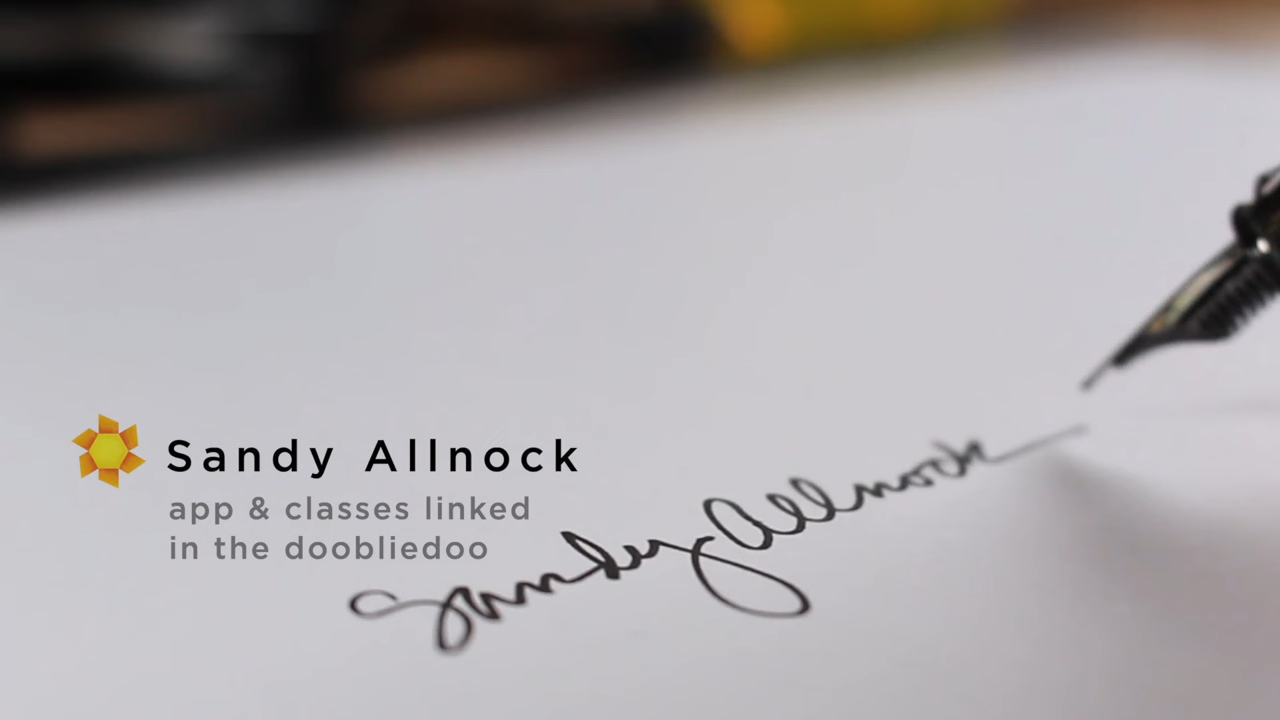 Sandy Allnock
app & classes linked
in the doobliedoo
Sandy Allnock